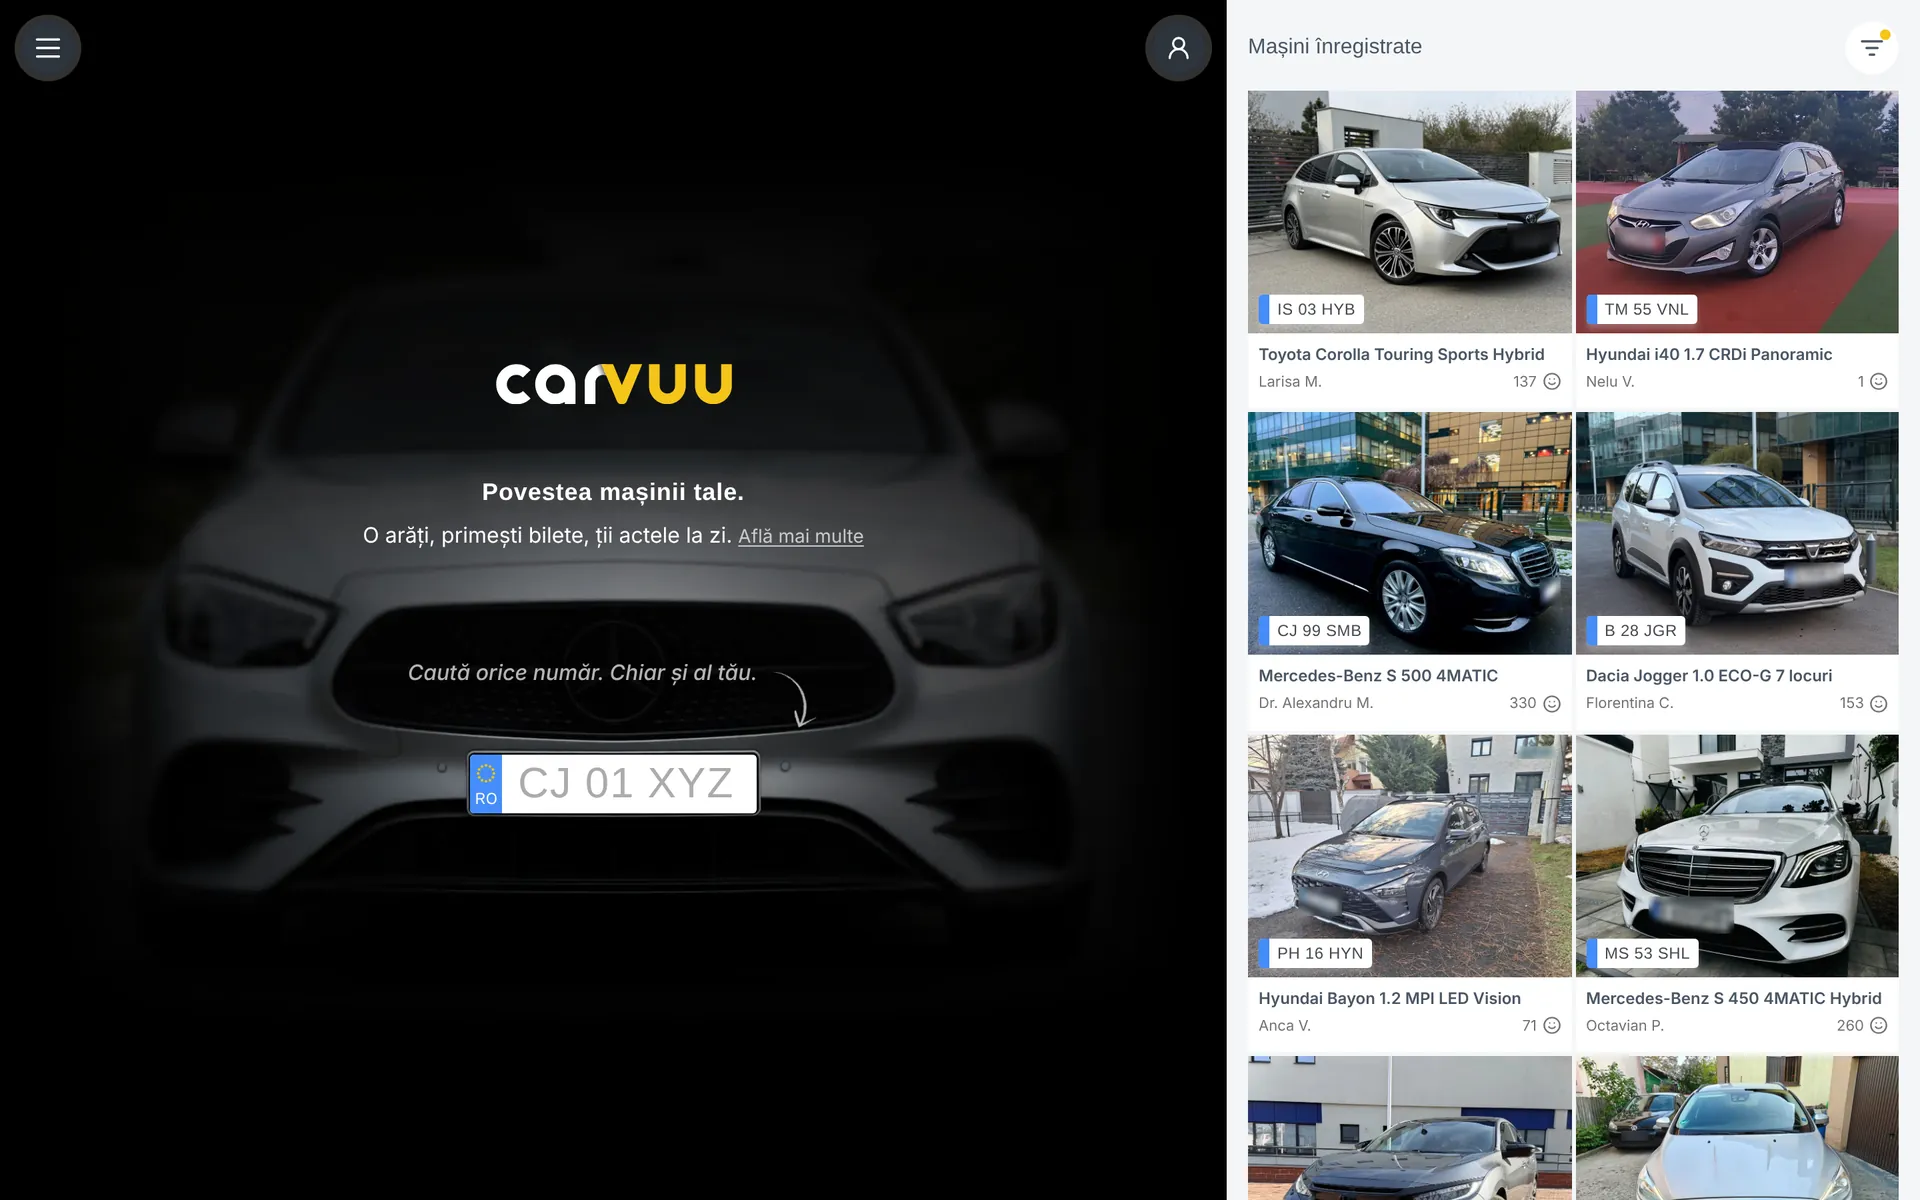 carvuu
Povestea mașinii tale.
O arăți, primești bilete, ții actele la zi. Află mai multe
Caută orice număr. Chiar și al tău.
RO
CJ 01 XYZ
Mașini înregistrate
IS 03 HYB
Toyota Corolla Touring Sports Hybrid
Larisa M.
137
TM 55 VNL
Hyundai i40 1.7 CRDi Panoramic
Nelu V.
1
CJ 99 SMB
Mercedes-Benz S 500 4MATIC
Dr. Alexandru M.
330
B 28 JGR
Dacia Jogger 1.0 ECO-G 7 locuri
Florentina C.
153
PH 16 HYN
Hyundai Bayon 1.2 MPI LED Vision
Anca V.
71
MS 53 SHL
Mercedes-Benz S 450 4MATIC Hybrid
Octavian P.
260